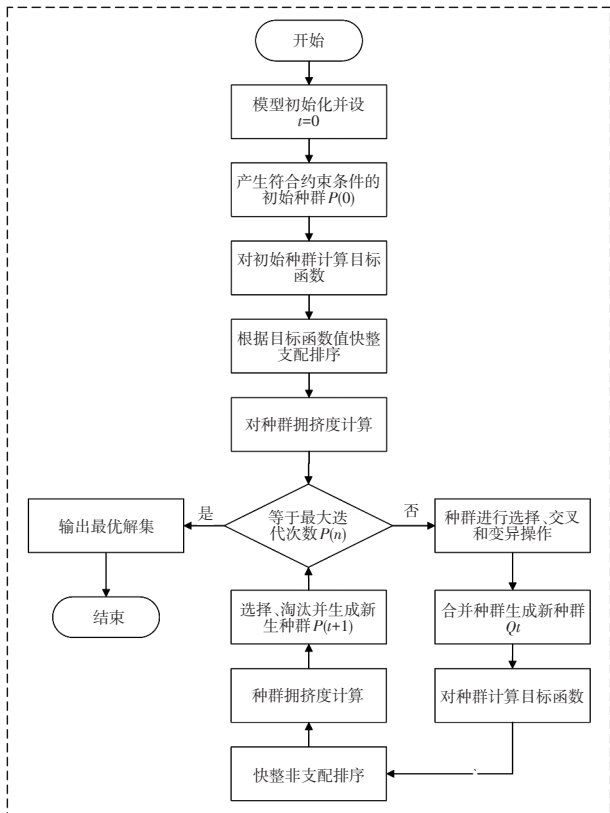 开始
模型初始化并设
t=0
产生符合约束条件的
初始种群P(0)
对初始种群计算目标
函数
根据目标函数值快整
支配排序
对种群拥挤度计算
等于最大迭
代次数P(n)
是
否
输出最优解集
结束
种群进行选择、交叉
和变异操作
合并种群生成新种群
Qt
对种群计算目标函数
快整非支配排序
种群拥挤度计算
选择、淘汰并生成新
生种群P(t+1)